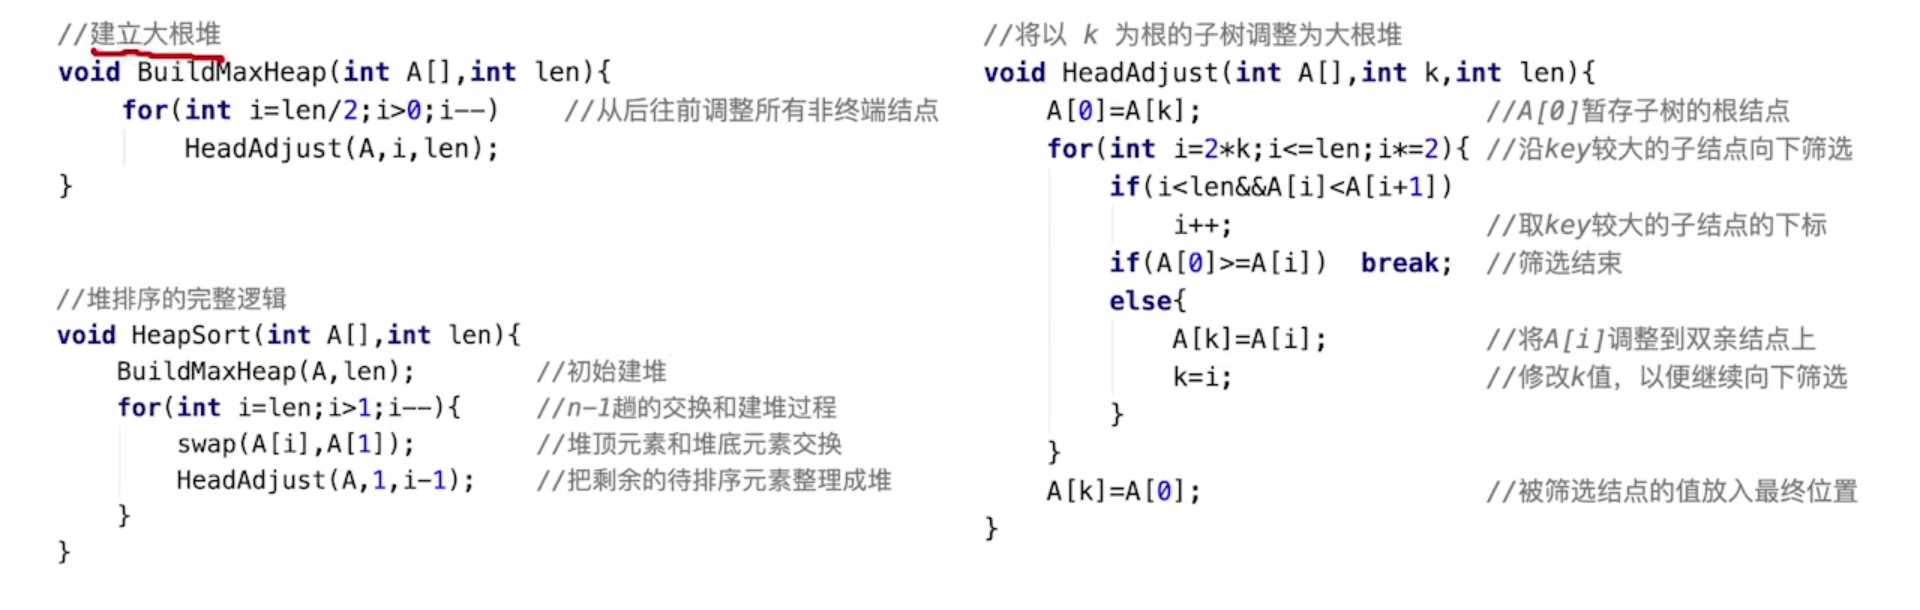 //建立大根堆
void BuildMaxHeap(int A[],int len){
    for(int i=len/2;i>0;i--)    //从后往前调整所有非终端结点
        HeadAdjust(A,i,len);
}
//堆排序的完整逻辑
void HeapSort(int A[],int len){
    BuildMaxHeap(A,len);        //初始建堆
    for(int i=len;i>1;i--){     //n-1趟的交换和建堆过程
        swap(A[i],A[1]);        //堆顶元素和堆底元素交换
        HeadAdjust(A,1,i-1);    //把剩余的待排序元素整理成堆
    }
}
//将以 k 为根的子树调整为大根堆
void HeadAdjust(int A[],int k,int len){
    A[0]=A[k];                  //A[0]暂存子树的根结点
    for(int i=2*k;i<=len;i*=2){ //沿key较大的子结点向下筛选
        if(i<len&&A[i]<A[i+1])
            i++;                //取key较大的子结点的下标
        if(A[0]>=A[i])  break;  //筛选结束
        else{
            A[k]=A[i];          //将A[i]调整到双亲结点上
            k=i;                //修改k值，以便继续向下筛选
        }
    }
    A[k]=A[0];                  //被筛选结点的值放入最终位置
}